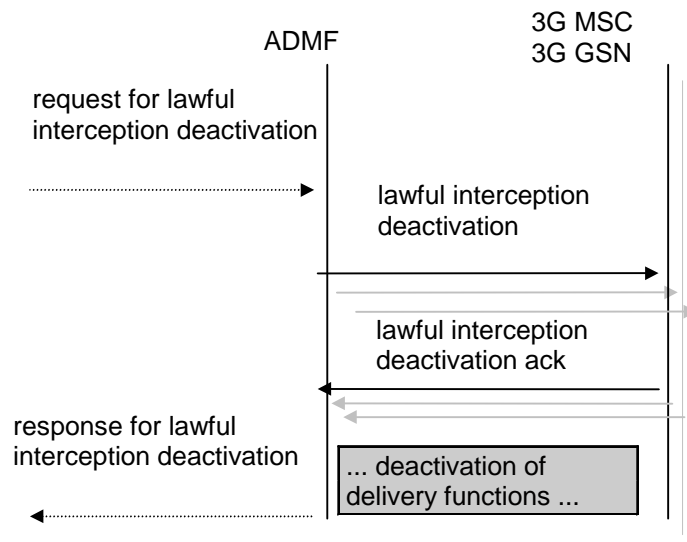 ADMF
3G MSC
3G GSN
request for lawful
interception deactivation
lawful interception
deactivation
lawful interception
deactivation ack
response for lawful
interception deactivation
... deactivation of
delivery functions ...